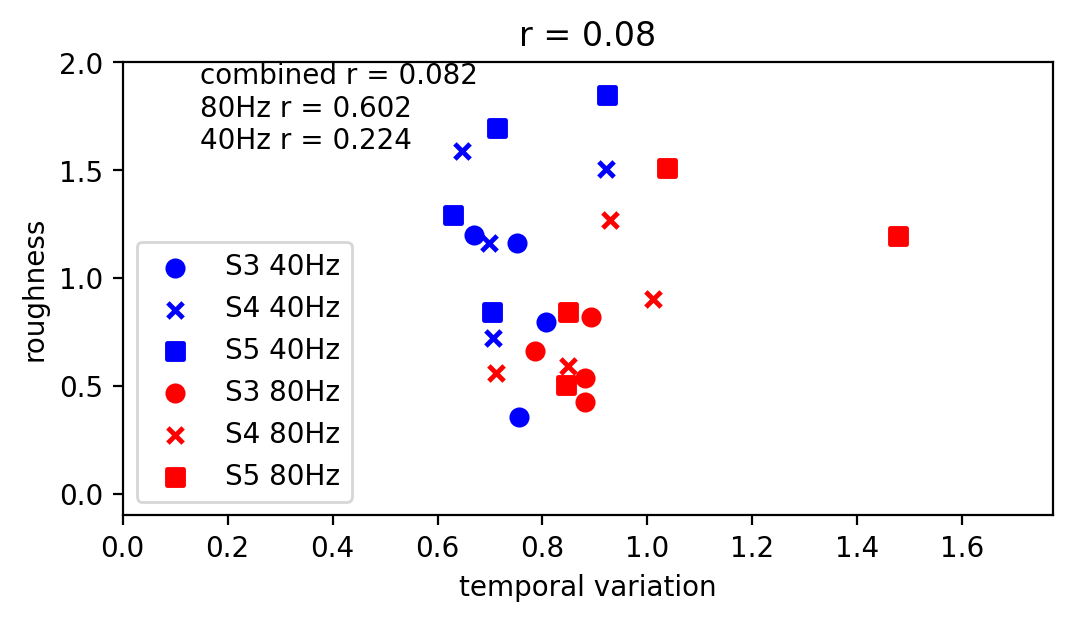 r = 0.08
combined r = 0.082
80Hz r = 0.602
40Hz r = 0.224
2.0
1.5
1.0
0.5
0.0
roughness
S3 40Hz
S4 40Hz
S5 40Hz
S3 80Hz
S4 80Hz
S5 80Hz
0.0 0.2 0.4 0.6 0.8 1.0 1.2 1.4 1.6
temporal variation